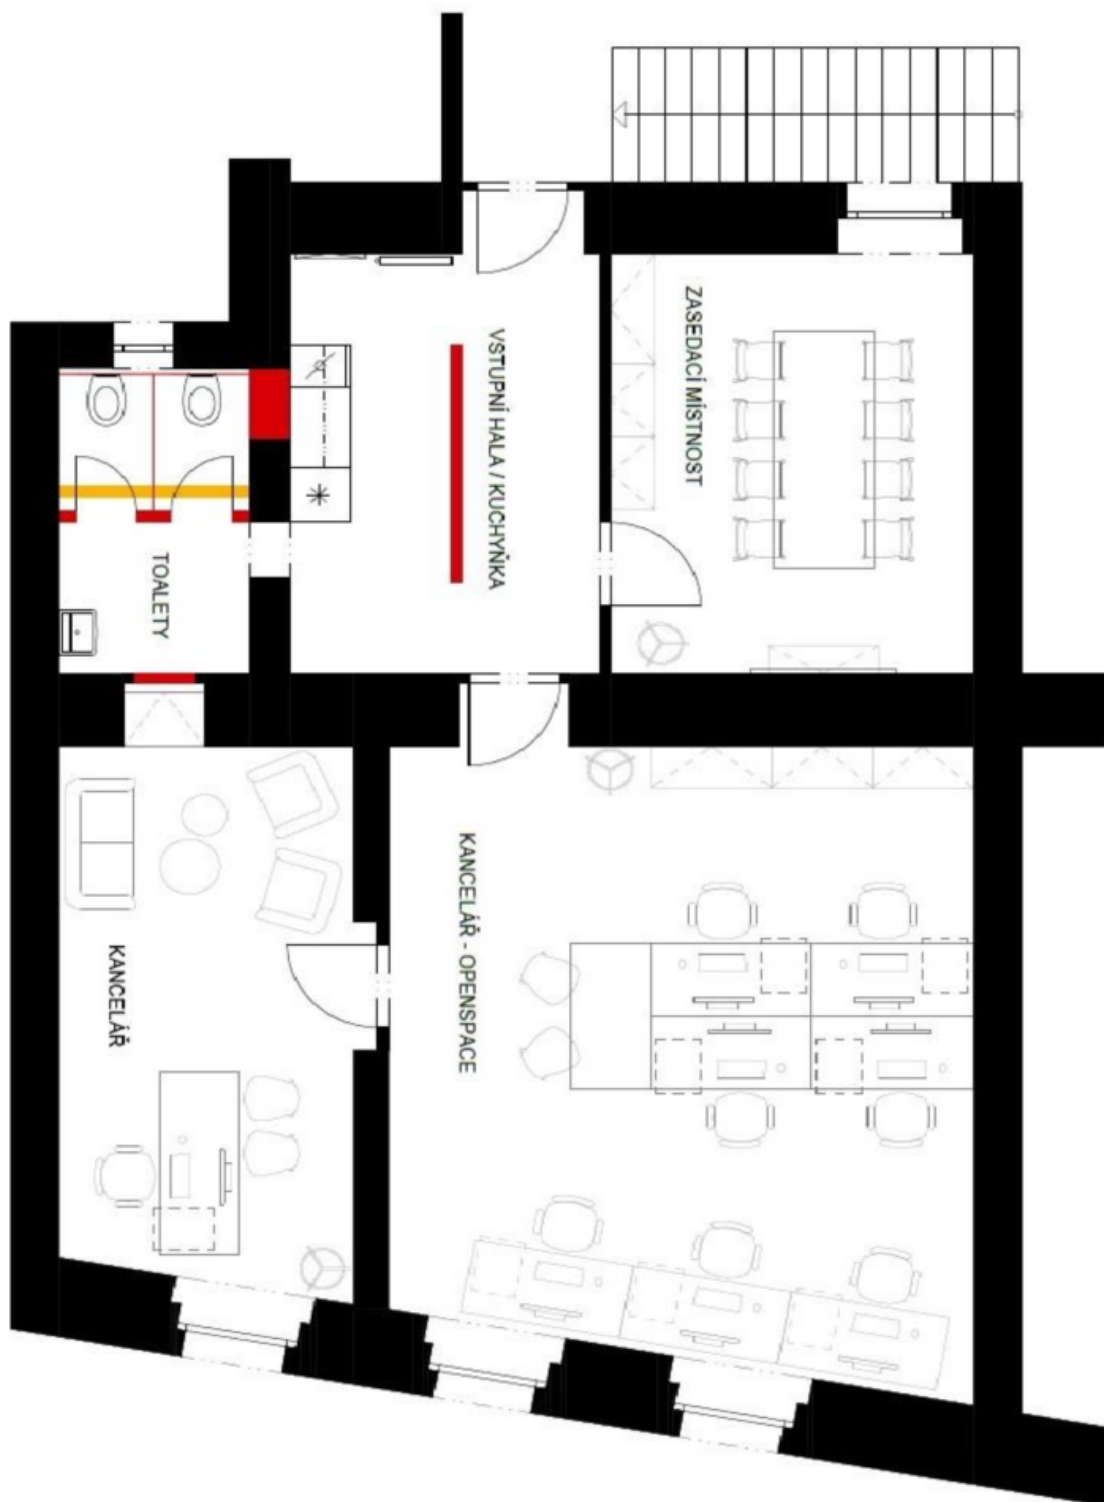 VSTUPNÍ HALA / KUCHYŇKA
ZASEDACÍ MÍSTNOST
TOALETY
KANCELÁŘ - OPENSPACE
KANCELÁŘ